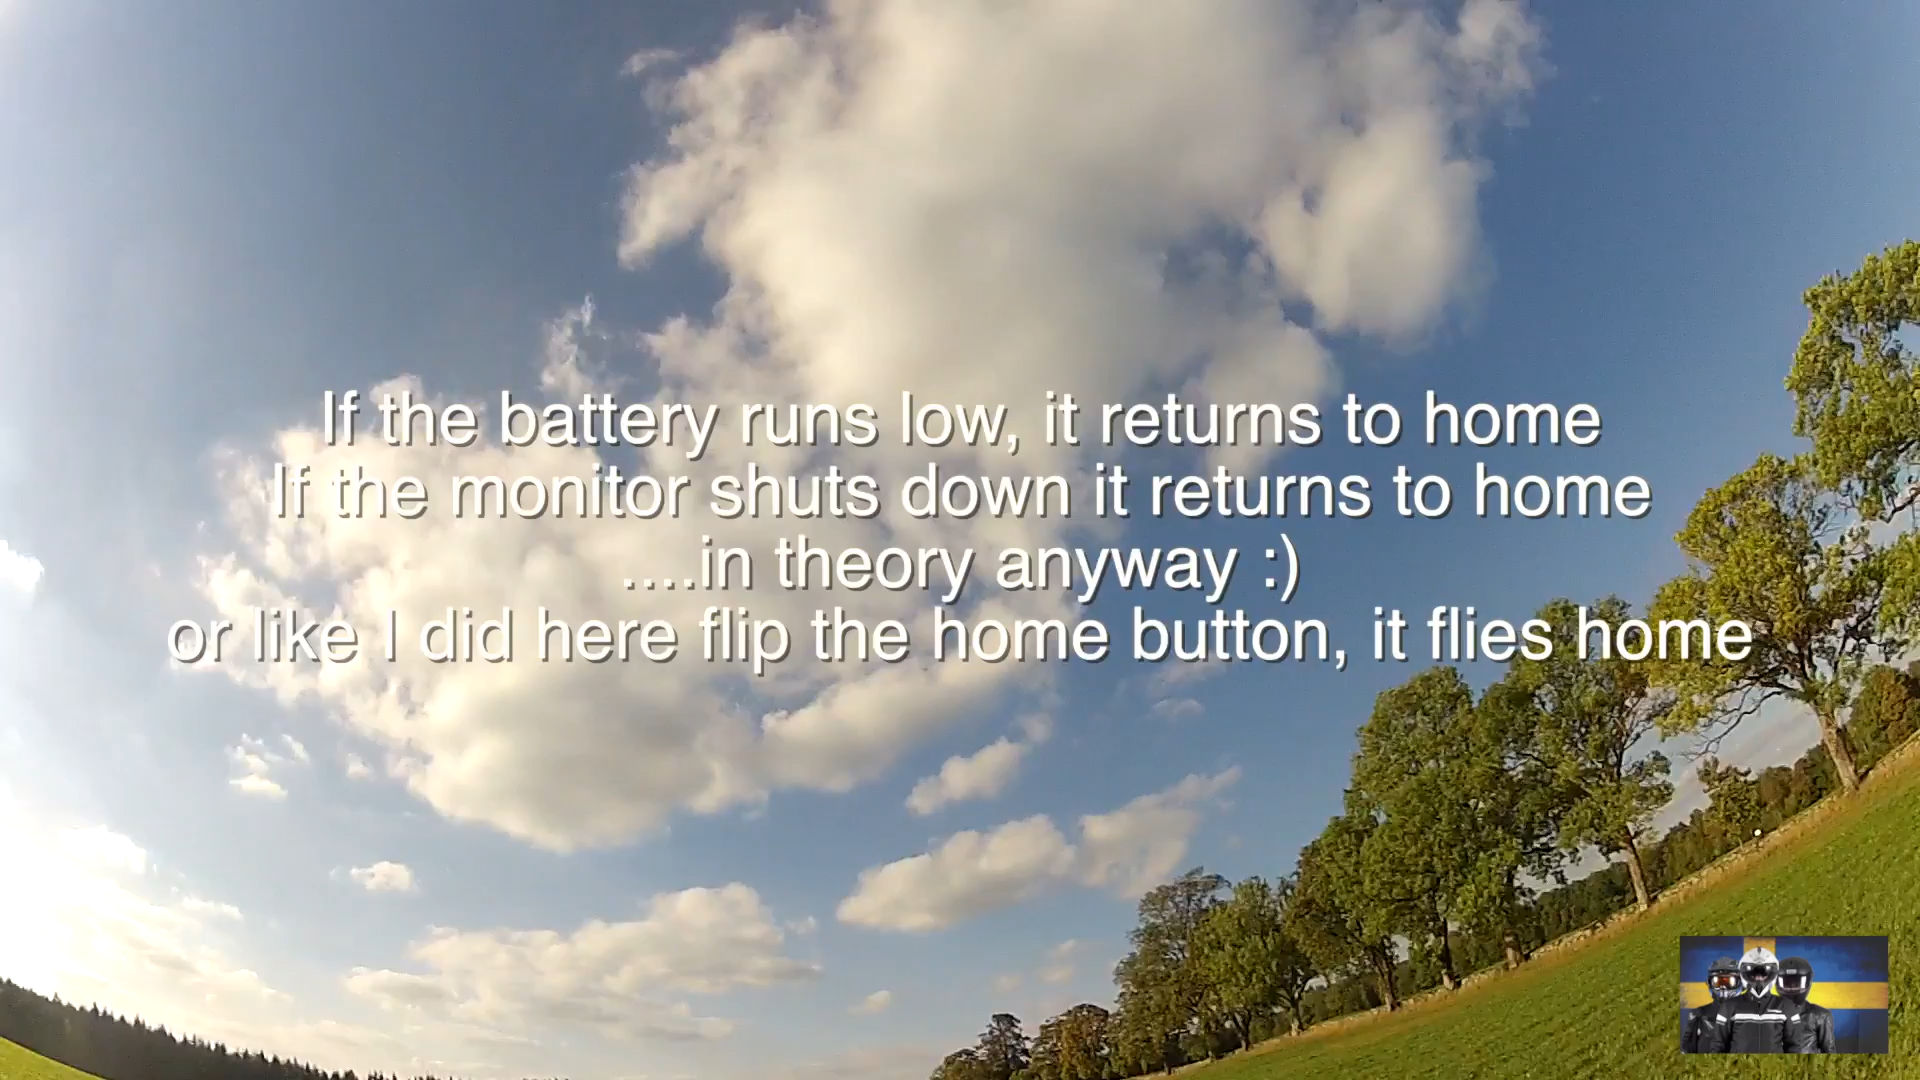 If the battery runs low, it returns to home
If the monitor shuts down it returns to home
....in theory anyway :)
or like I did here flip the home button, it flies home